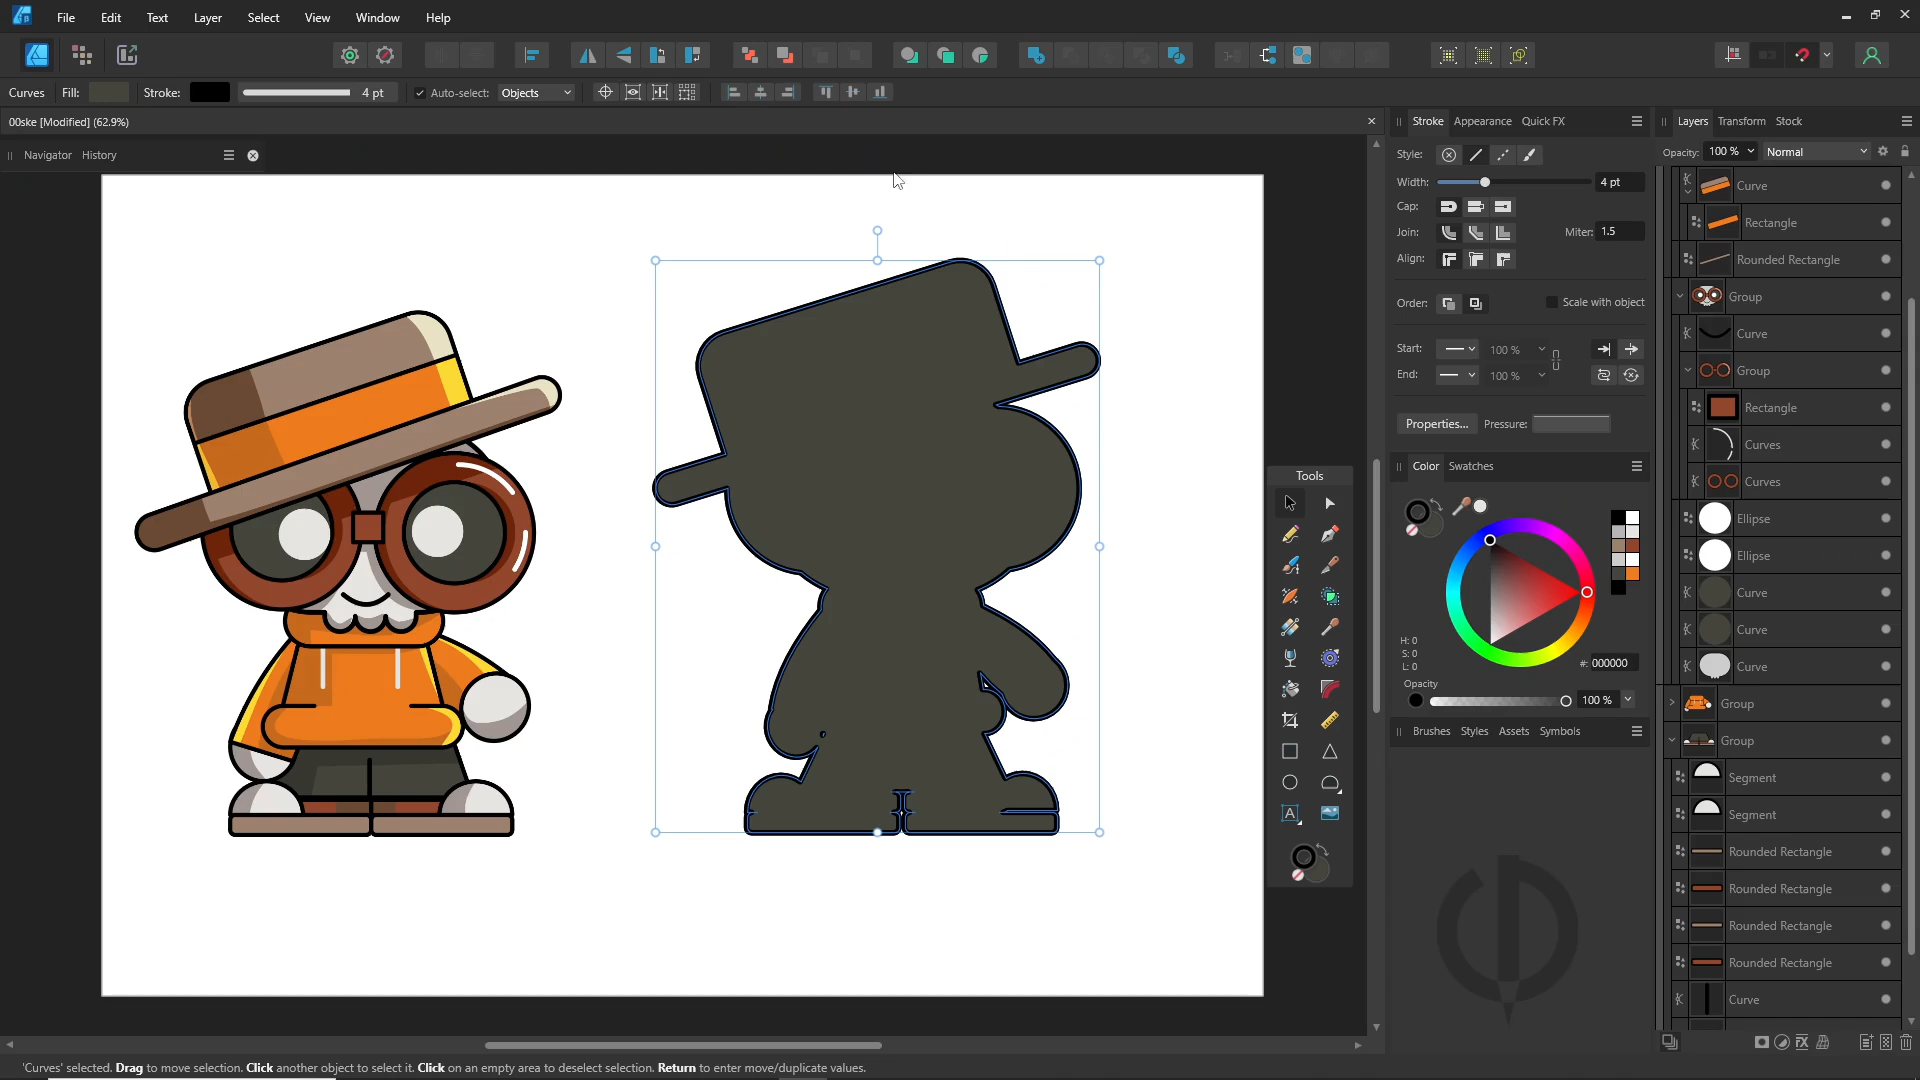 File Edit Text Layer Select View Window Help
Curves Fill: Stroke: 4 pt Auto-select: Objects
00ske [Modified] (62.9%)
Navigator History
Tools
Stroke Appearance Quick FX
Style:
Width: 4 pt
Cap:
Join: Miter: 1.5
Align:
Order: Scale with object
Start: 100 %
End: 100 %
Properties... Pressure:
Color Swatches
H: 0
S: 0
L: 0
#: 000000
Opacity
100 %
Brushes Styles Assets Symbols
Layers Transform Stock
Opacity: 100 % Normal
Curve
Rectangle
Rounded Rectangle
Group
Curve
Group
Rectangle
Curves
Curves
Ellipse
Ellipse
Curve
Curve
Curve
Group
Group
Segment
Segment
Rounded Rectangle
Rounded Rectangle
Rounded Rectangle
Rounded Rectangle
Curve
'Curves' selected. Drag to move selection. Click another object to select it. Click on an empty area to deselect selection. Return to enter move/duplicate values.